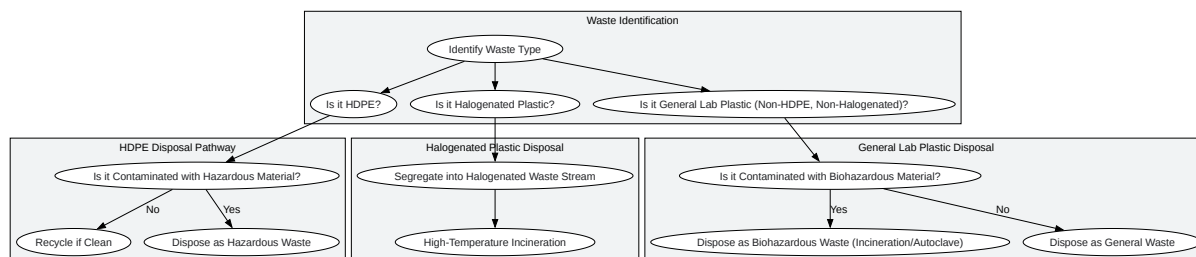 Waste Identification
Identify Waste Type
Is it HDPE?
Is it Halogenated Plastic?
Is it General Lab Plastic (Non-HDPE, Non-Halogenated)?
HDPE Disposal Pathway
Is it Contaminated with Hazardous Material?
No
Yes
Recycle if Clean
Dispose as Hazardous Waste
Halogenated Plastic Disposal
Segregate into Halogenated Waste Stream
High-Temperature Incineration
General Lab Plastic Disposal
Is it Contaminated with Biohazardous Material?
Yes
No
Dispose as Biohazardous Waste (Incineration/Autoclave)
Dispose as General Waste